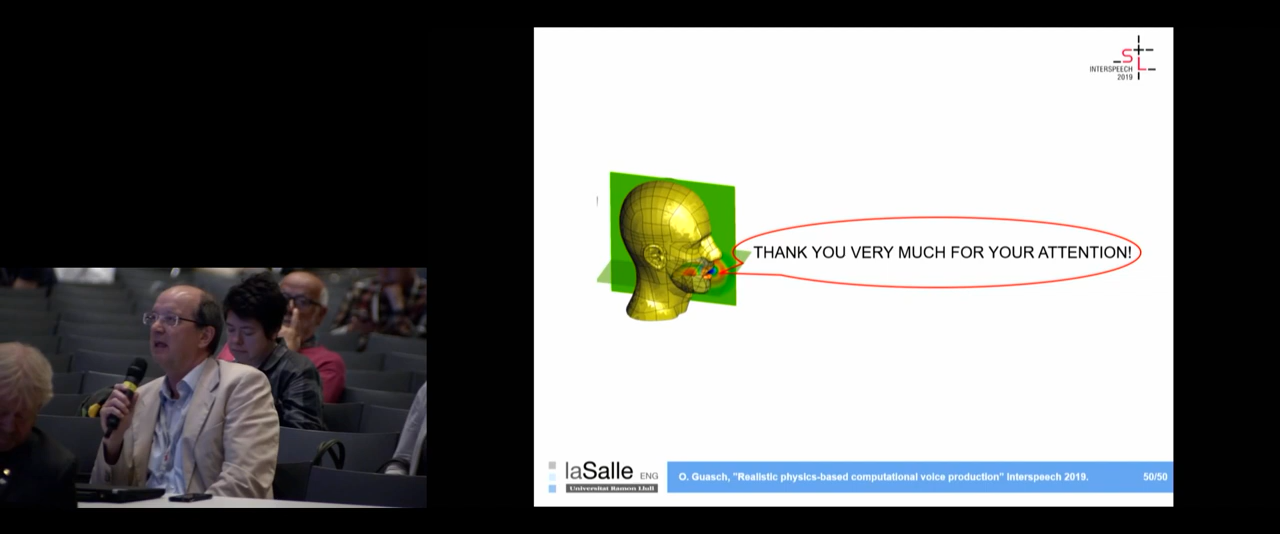 S
L
INTERSPEECH
2019
THANK YOU VERY MUCH FOR YOUR ATTENTION!
laSalle ENG
Universitat Ramon Llull
O. Guasch, "Realistic physics-based computational voice production" Interspeech 2019. 50/50